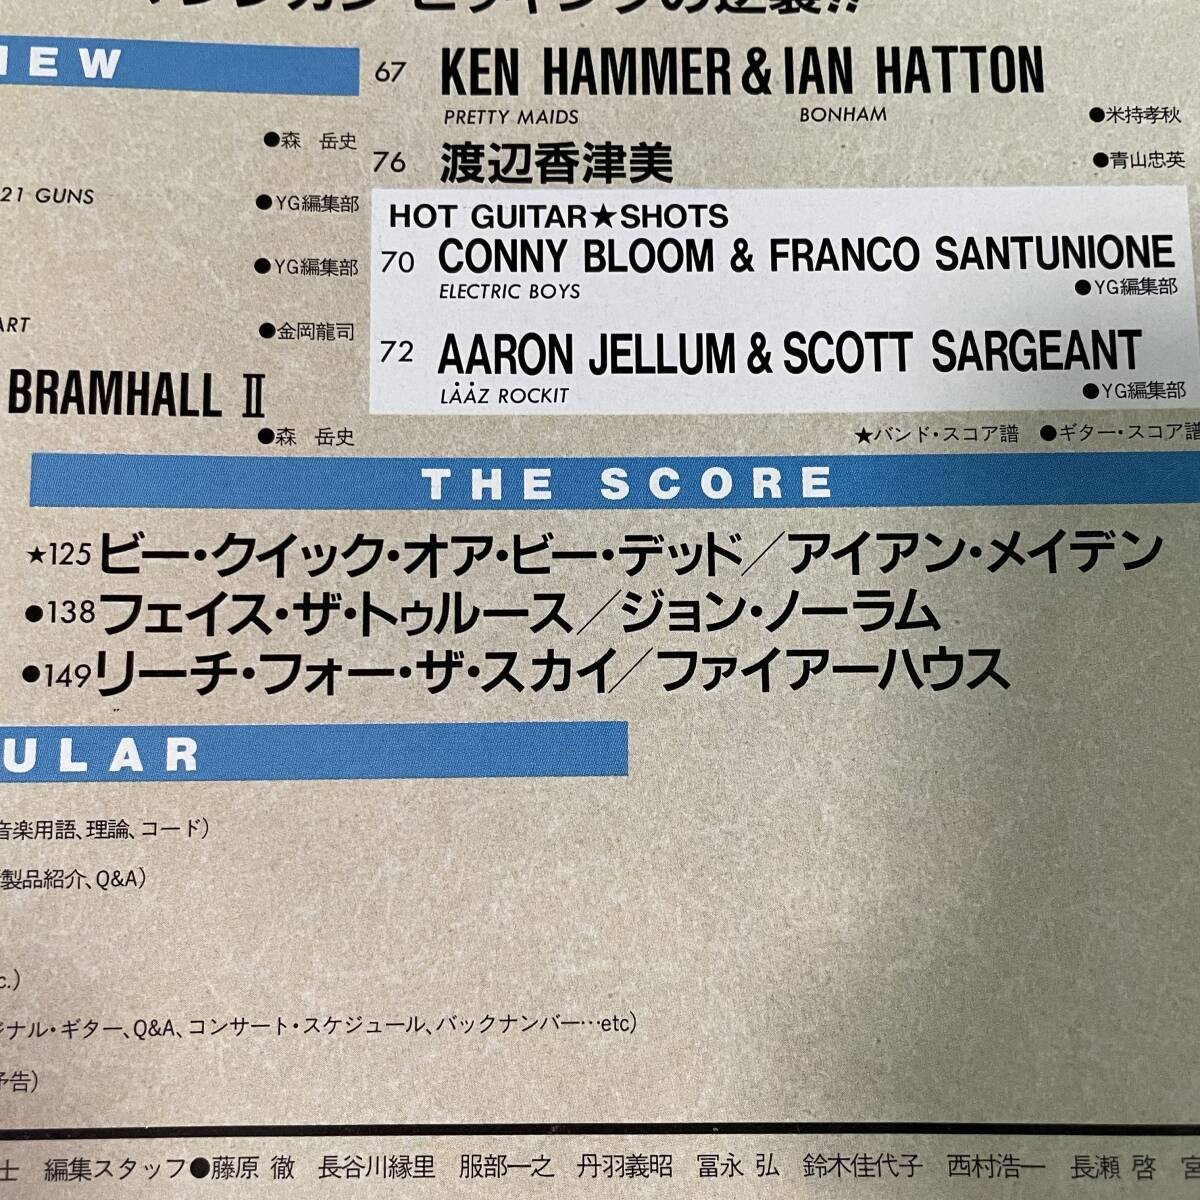 IEW
●森 岳史
21 GUNS
●YG編集部
●YG編集部
ART
●金岡龍司
BRAMHALL II
●森 岳史
67 KEN HAMMER & IAN HATTON
PRETTY MAIDS BONHAM
●米持孝秋
76 渡辺香津美
●青山忠英
HOT GUITAR★SHOTS
70 CONNY BLOOM & FRANCO SANTUNIONE
ELECTRIC BOYS
●YG編集部
72 AARON JELLUM & SCOTT SARGEANT
LÅÅZ ROCKIT
●YG編集部
★バンド・スコア譜 ●ギター・スコア譜
THE SCORE
★125 ビー・クイック・オア・ビー・デッド/アイアン・メイデン
●138 フェイス・ザ・トゥルース/ジョン・ノーラム
●149 リーチ・フォー・ザ・スカイ/ファイアーハウス
ULAR
音楽用語、理論、コード)
製品紹介、Q&A)
c.)
ジナル・ギター、Q&A、コンサート・スケジュール、バックナンバー…etc)
予告)
士 編集スタッフ●藤原 徹 長谷川縁里 服部一之 丹羽義昭 冨永 弘 鈴木佳代子 西村浩一 長瀬 啓 宮